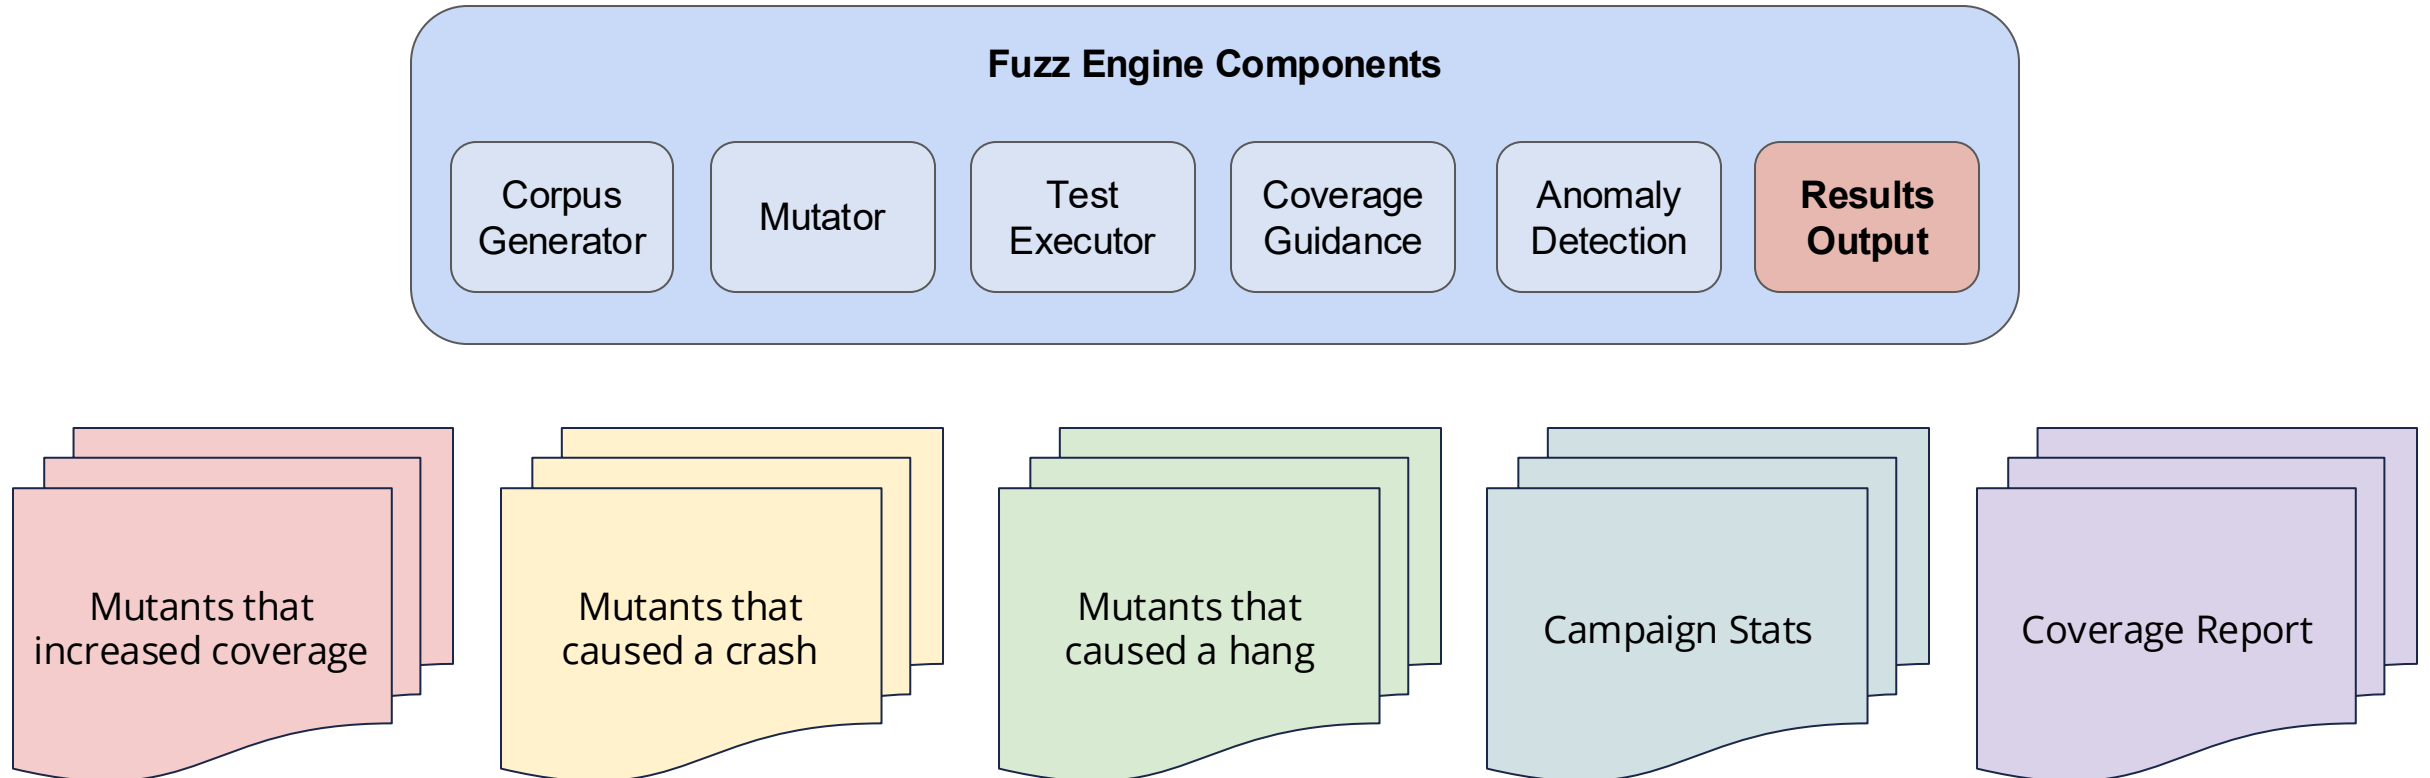 Fuzz Engine Components
Corpus
Generator
Mutator
Test
Executor
Coverage
Guidance
Anomaly
Detection
Results
Output
Mutants that
increased coverage
Mutants that
caused a crash
Mutants that
caused a hang
Campaign Stats
Coverage Report